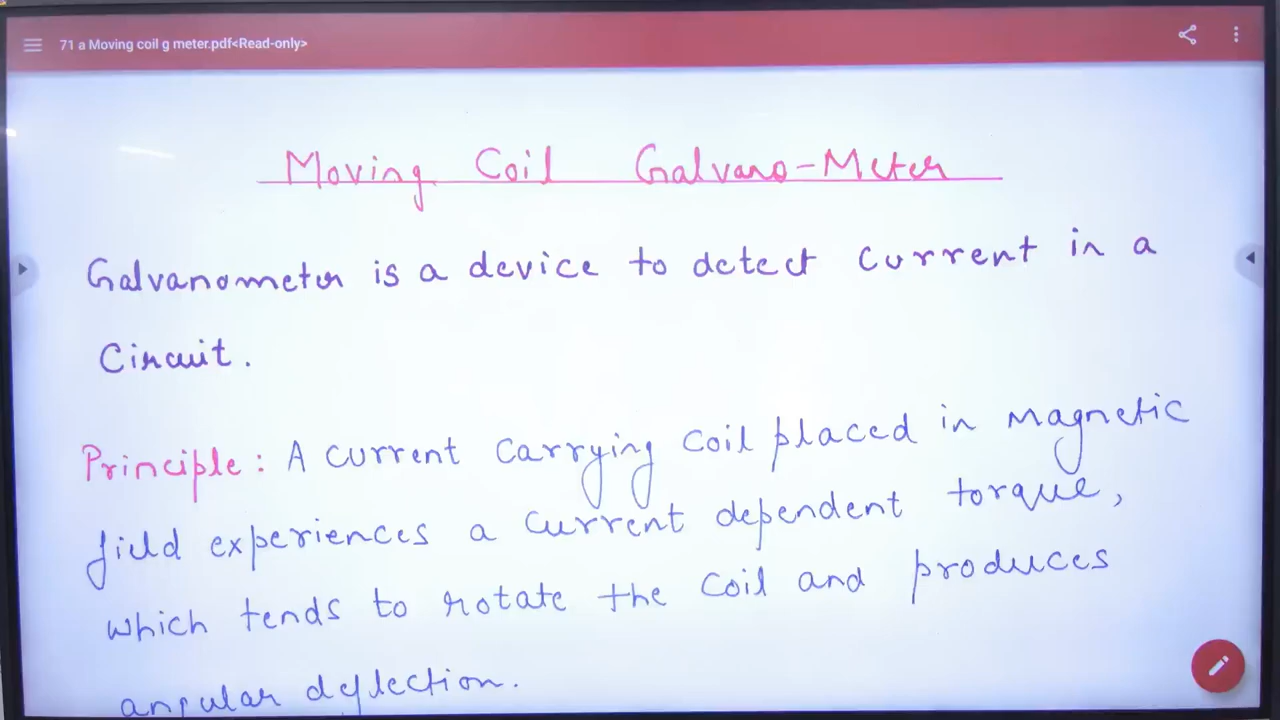 71 a Moving coil g meter.pdf<Read-only>
Moving Coil Galvano-Meter
Galvanometer is a device to detect current in a
Circuit.
Principle: A current carrying coil placed in magnetic
field experiences a current dependent torque,
which tends to rotate the coil and produces
angular deflection.